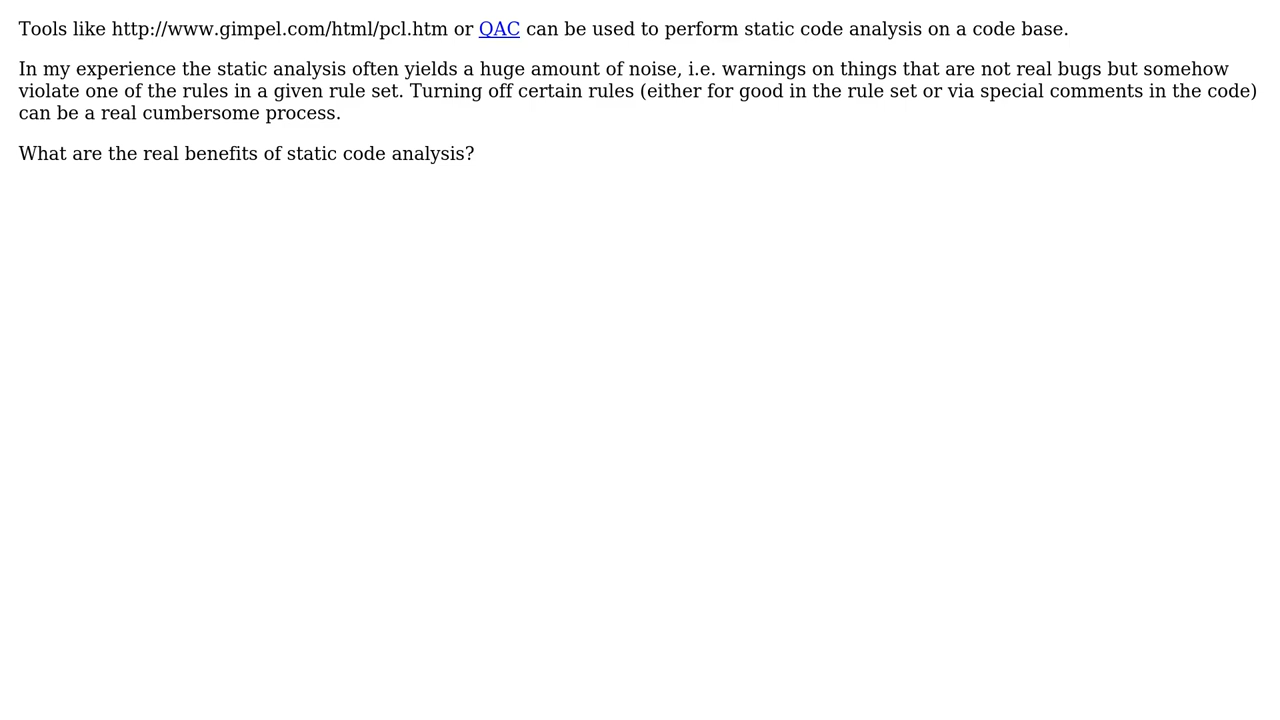 Tools like http://www.gimpel.com/html/pcl.htm or QAC can be used to perform static code analysis on a code base.
In my experience the static analysis often yields a huge amount of noise, i.e. warnings on things that are not real bugs but somehow
violate one of the rules in a given rule set. Turning off certain rules (either for good in the rule set or via special comments in the code)
can be a real cumbersome process.
What are the real benefits of static code analysis?